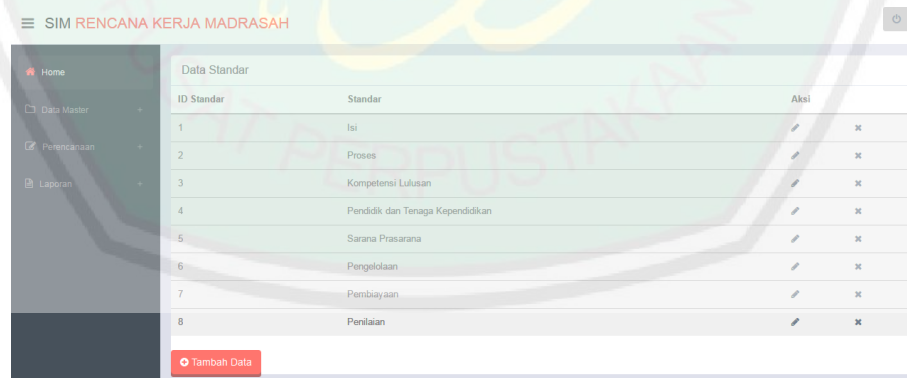 SIM RENCANA KERJA MADRASAH
Home
Data Master
Perencanaan
Laporan
Data Standar
ID Standar Standar Aksi
1 Isi
2 Proses
3 Kompetensi Lulusan
4 Pendidik dan Tenaga Kependidikan
5 Sarana Prasarana
6 Pengelolaan
7 Pembiayaan
8 Penilaian
Tambah Data
PUSAT PERPUSTAKAAN